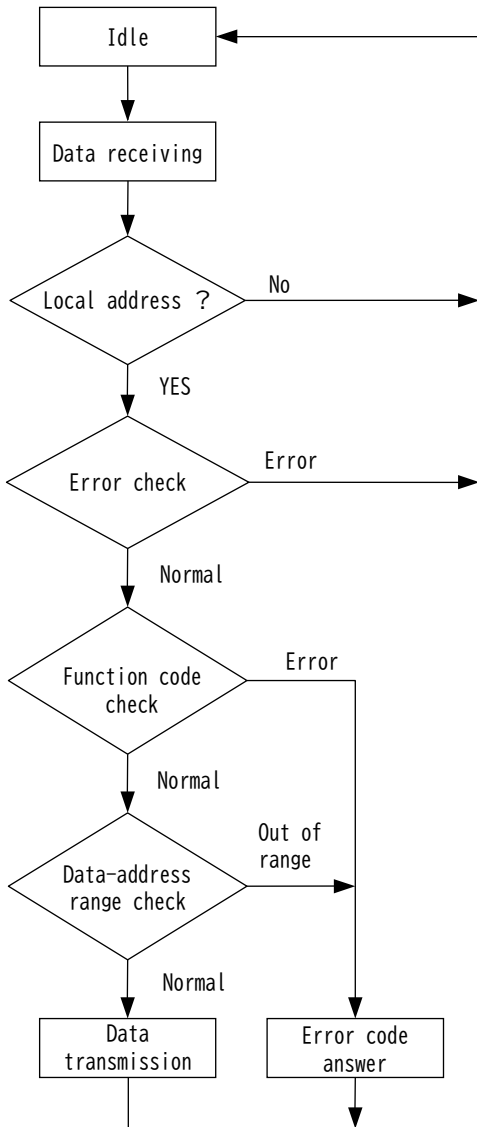 Idle
Data receiving
Local address ?
No
YES
Error check
Error
Normal
Function code
check
Error
Normal
Data-address
range check
Out of
range
Normal
Data
transmission
Error code
answer